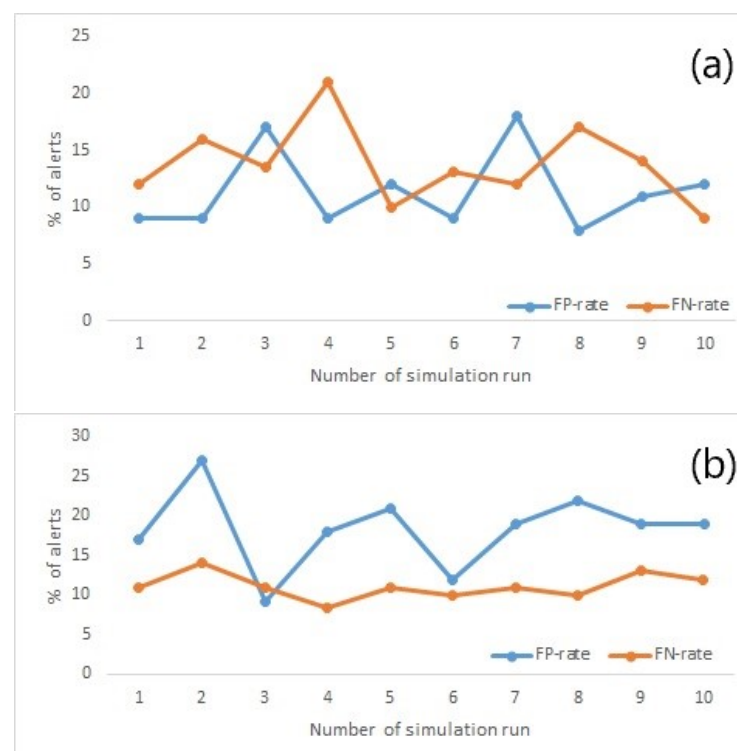 25
(a)
20
15
10
5
0
% of alerts
FP-rate FN-rate
1 2 3 4 5 6 7 8 9 10
Number of simulation run
30
(b)
25
20
15
10
5
0
% of alerts
FP-rate FN-rate
1 2 3 4 5 6 7 8 9 10
Number of simulation run